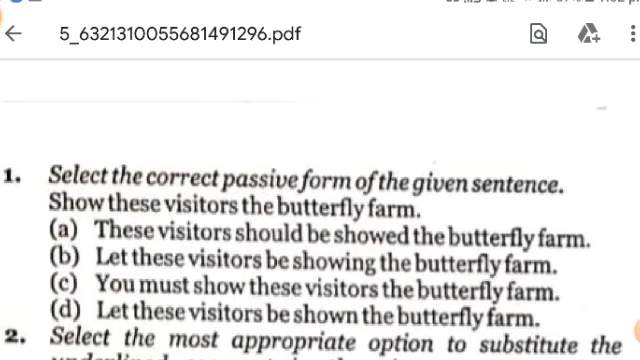 5_6321310055681491296.pdf
1. Select the correct passive form of the given sentence.
Show these visitors the butterfly farm.
(a) These visitors should be showed the butterfly farm.
(b) Let these visitors be showing the butterfly farm.
(c) You must show these visitors the butterfly farm.
(d) Let these visitors be shown the butterfly farm.
2. Select the most appropriate option to substitute the